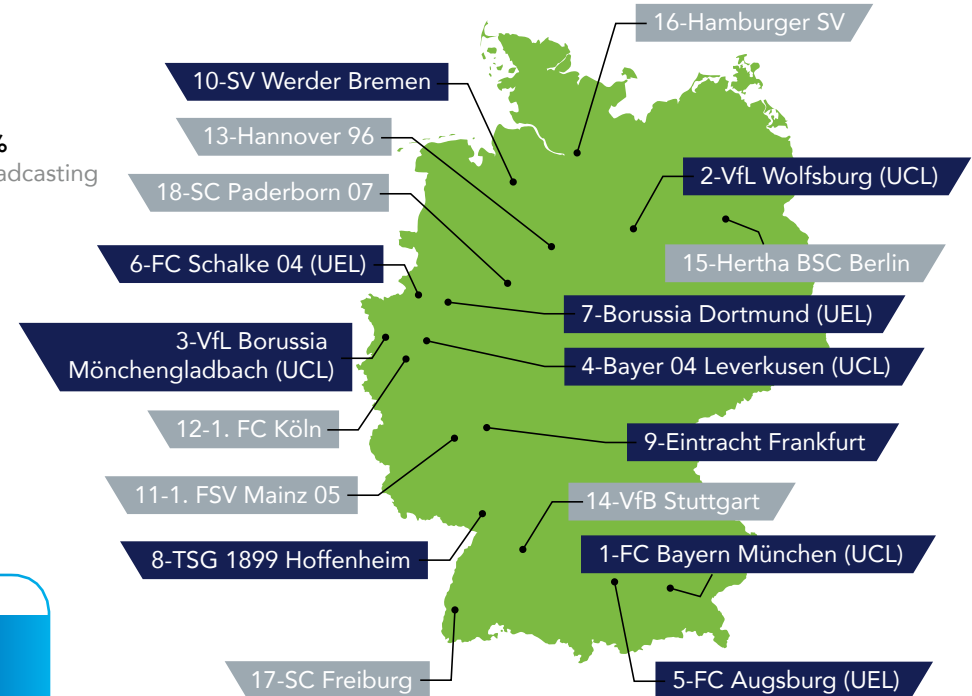 16-Hamburger SV
10-SV Werder Bremen
%
13-Hannover 96
adcasting
2-VfL Wolfsburg (UCL)
18-SC Paderborn 07
6-FC Schalke 04 (UEL)
15-Hertha BSC Berlin
7-Borussia Dortmund (UEL)
3-VfL Borussia
Mönchengladbach (UCL)
4-Bayer 04 Leverkusen (UCL)
12-1. FC Köln
9-Eintracht Frankfurt
11-1. FSV Mainz 05
14-VfB Stuttgart
8-TSG 1899 Hoffenheim
1-FC Bayern München (UCL)
17-SC Freiburg
5-FC Augsburg (UEL)